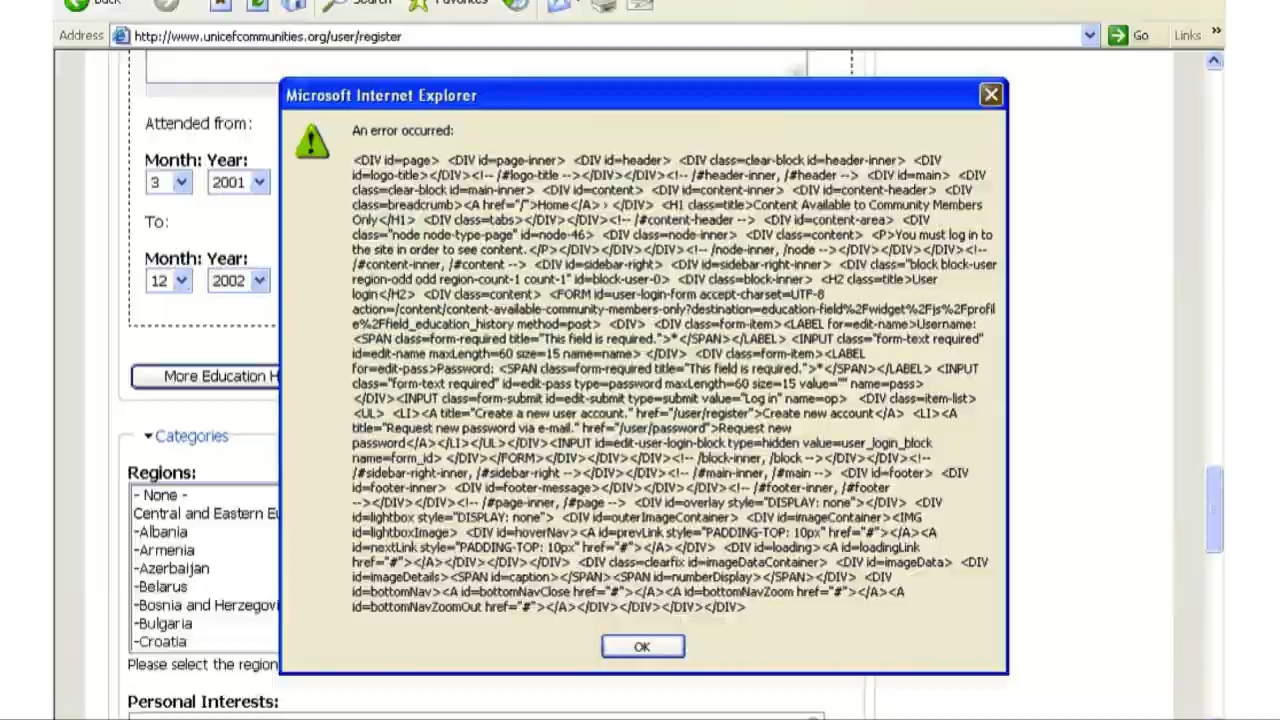 Back
Search
Favorites
Address http://www.unicefcommunities.org/user/register Go Links »
Attended from:
Month: Year:
3 2001
To:
Month: Year:
12 2002
More Education H
Categories
Regions:
- None -
Central and Eastern Eu
-Albania
-Armenia
-Azerbaijan
-Belarus
-Bosnia and Herzegovi
-Bulgaria
-Croatia
Please select the region
Personal Interests:
Microsoft Internet Explorer
An error occurred:
<DIV id=page> <DIV id=page-inner> <DIV id=header> <DIV class=clear-block id=header-inner> <DIV
id=logo-title></DIV><!-- /#logo-title --></DIV></DIV><!-- /#header-inner, /#header --> <DIV id=main> <DIV
class=clear-block id=main-inner> <DIV id=content> <DIV id=content-inner> <DIV id=content-header> <DIV
class=breadcrumb><A href="/">Home</A> › </DIV> <H1 class=title>Content Available to Community Members
Only</H1> <DIV class=tabs></DIV></DIV><!-- /#content-header --> <DIV id=content-area> <DIV
class="node node-type-page" id=node-46> <DIV class=node-inner> <DIV class=content> <P>You must log in to
the site in order to see content.</P></DIV></DIV></DIV><!-- /node-inner, /node --></DIV></DIV></DIV><!--
/#content-inner, /#content --> <DIV id=sidebar-right> <DIV id=sidebar-right-inner> <DIV class="block block-user
region-odd odd region-count-1 count-1" id=block-user-0> <DIV class=block-inner> <H2 class=title>User
login</H2> <DIV class=content> <FORM id=user-login-form accept-charset=UTF-8
action=/content/content-available-community-members-only?destination=education-field%2Fwidget%2Fjs%2Fprofil
e%2Ffield_education_history method=post> <DIV> <DIV class=form-item><LABEL for=edit-name>Username:
<SPAN class=form-required title="This field is required.">*</SPAN></LABEL> <INPUT class="form-text required"
id=edit-name maxLength=60 size=15 name=name> </DIV> <DIV class=form-item><LABEL
for=edit-pass>Password: <SPAN class=form-required title="This field is required.">*</SPAN></LABEL> <INPUT
class="form-text required" id=edit-pass type=password maxLength=60 size=15 value="" name=pass>
</DIV><INPUT class=form-submit id=edit-submit type=submit value="Log in" name=op> <DIV class=item-list>
<UL> <LI><A title="Create a new user account." href="/user/register">Create new account</A> <LI><A
title="Request new password via e-mail." href="/user/password">Request new
password</A></LI></UL></DIV><INPUT id=edit-user-login-block type=hidden value=user_login_block
name=form_id> </DIV></FORM></DIV></DIV></DIV><!-- /block-inner, /block --></DIV></DIV><!--
/#sidebar-right-inner, /#sidebar-right --></DIV></DIV><!-- /#main-inner, /#main --> <DIV id=footer> <DIV
id=footer-inner> <DIV id=footer-message></DIV></DIV></DIV><!-- /#footer-inner, /#footer
--></DIV></DIV><!-- /#page-inner, /#page --> <DIV id=overlay style="DISPLAY: none"></DIV> <DIV
id=lightbox style="DISPLAY: none"> <DIV id=outerImageContainer> <DIV id=imageContainer><IMG
id=lightboxImage> <DIV id=hoverNav><A id=prevLink style="PADDING-TOP: 10px" href="#"></A><A
id=nextLink style="PADDING-TOP: 10px" href="#"></A></DIV> <DIV id=loading><A id=loadingLink
href="#"></A></DIV></DIV></DIV> <DIV class=clearfix id=imageDataContainer> <DIV id=imageData> <DIV
id=imageDetails><SPAN id=caption></SPAN><SPAN id=numberDisplay></SPAN></DIV> <DIV
id=bottomNav><A id=bottomNavClose href="#"></A><A id=bottomNavZoom href="#"></A><A
id=bottomNavZoomOut href="#"></A></DIV></DIV></DIV></DIV>
OK